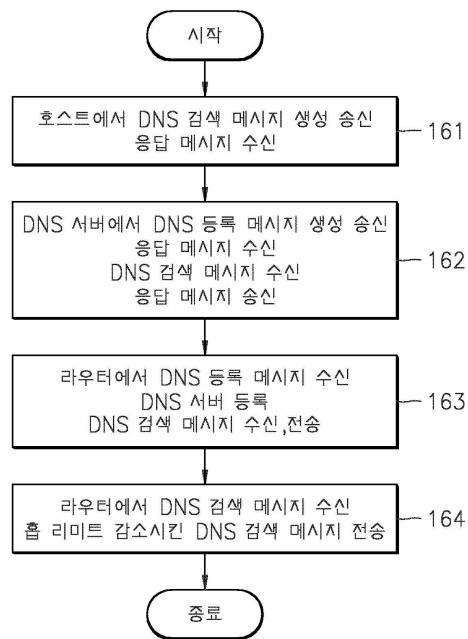 시작
호스트에서 DNS 검색 메시지 생성 송신
응답 메시지 수신
161
DNS 서버에서 DNS 등록 메시지 생성 송신
응답 메시지 수신
DNS 검색 메시지 수신
응답 메시지 송신
162
라우터에서 DNS 등록 메시지 수신
DNS 서버 등록
DNS 검색 메시지 수신,전송
163
라우터에서 DNS 검색 메시지 수신
홉 리미트 감소시킨 DNS 검색 메시지 전송
164
종료